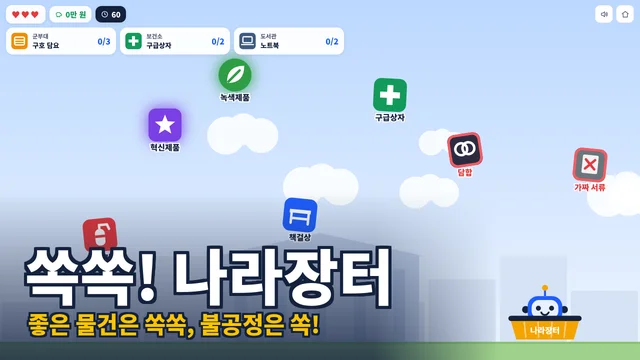 0만 원
60
군부대
구호 담요
0/3
보건소
구급상자
0/2
도서관
노트북
0/2
녹색제품
구급상자
혁신제품
담합
가짜 서류
책걸상
쏙쏙! 나라장터
좋은 물건은 쏙쏙, 불공정은 쏙!
나라장터